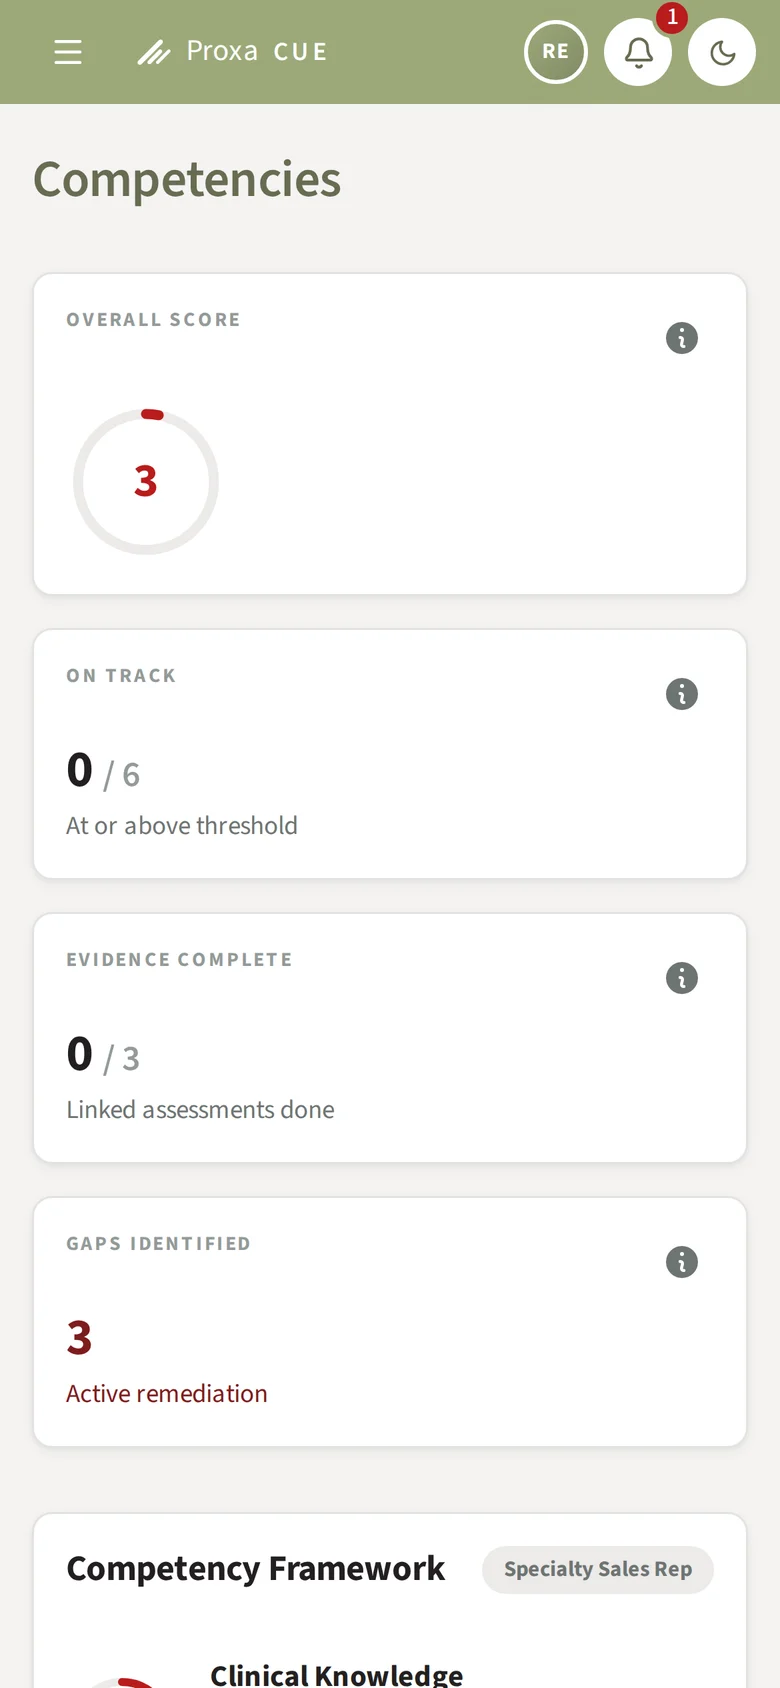 Proxa CUE
RE
1
Competencies
OVERALL SCORE
3
ON TRACK
0 / 6
At or above threshold
EVIDENCE COMPLETE
0 / 3
Linked assessments done
GAPS IDENTIFIED
3
Active remediation
Competency Framework
Specialty Sales Rep
Clinical Knowledge